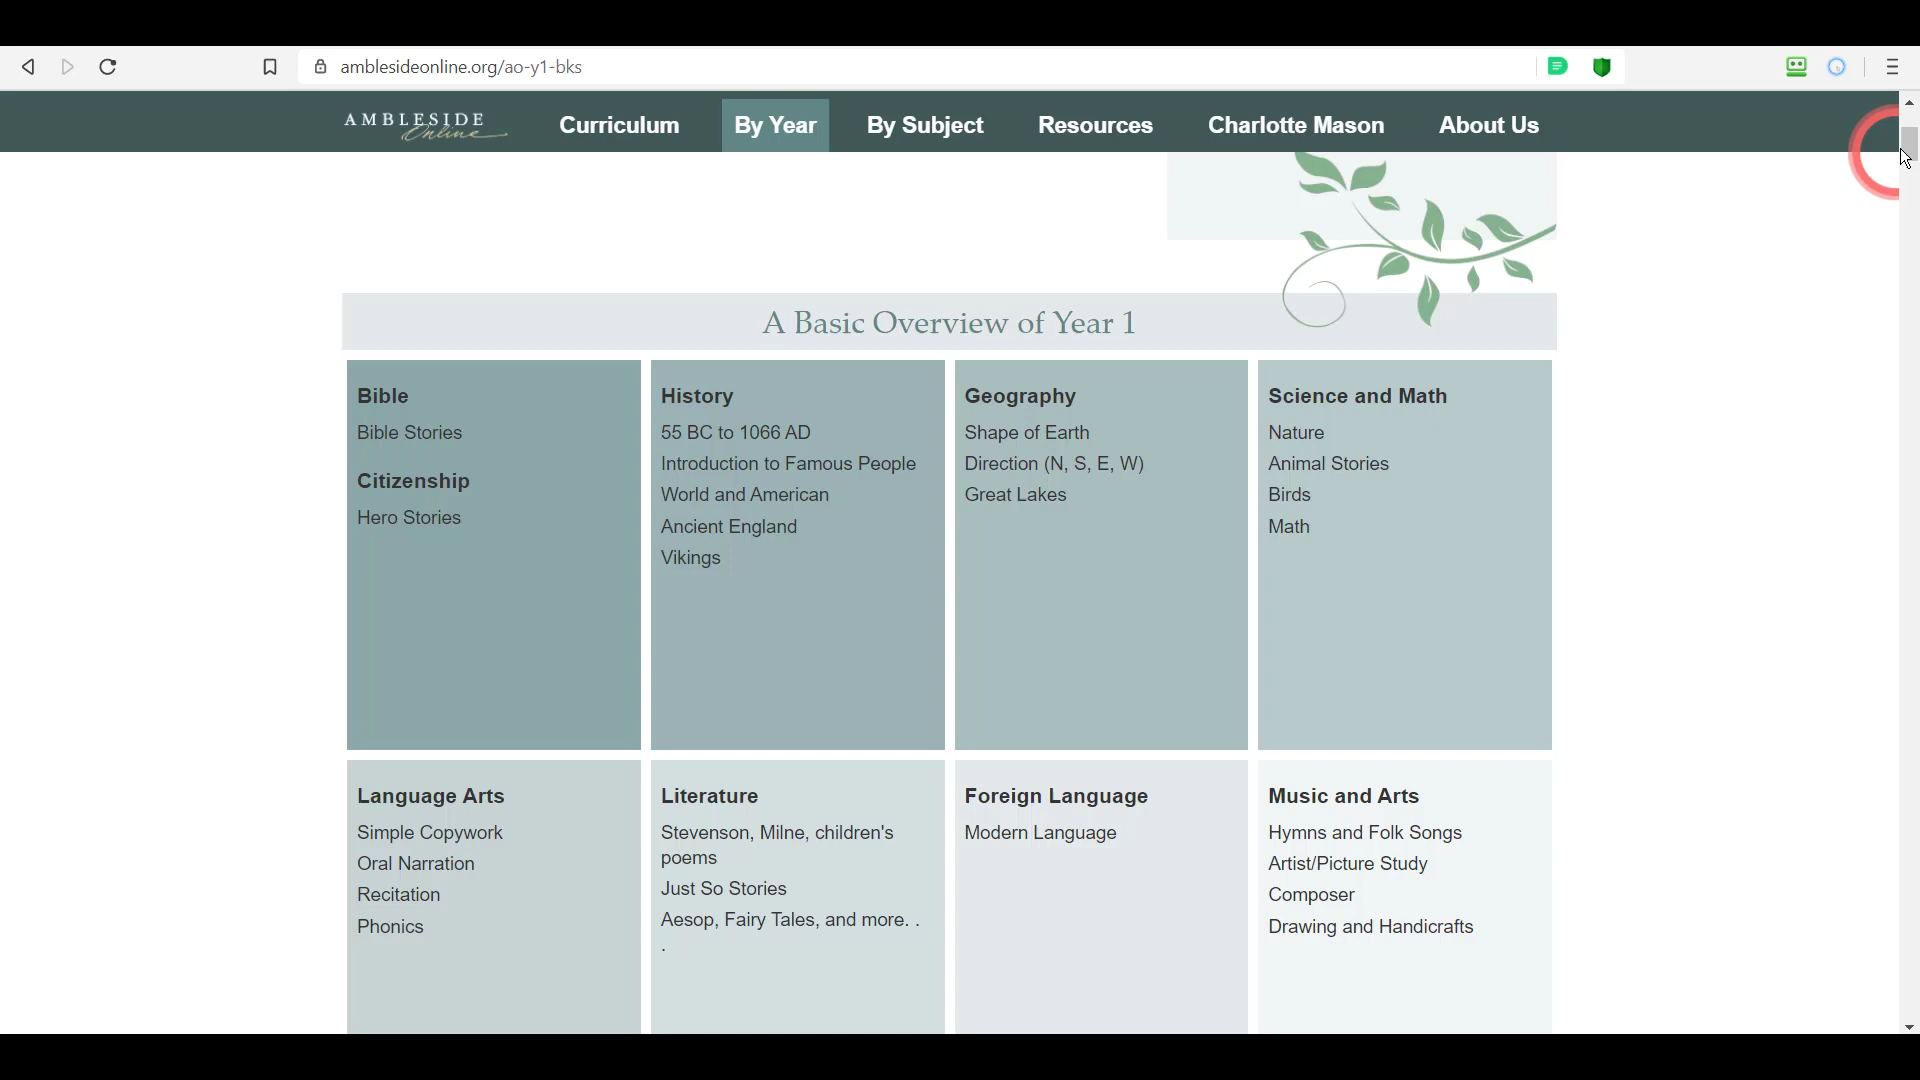 amblesideonline.org/ao-y1-bks
AMBLESIDE
Online
Curriculum
By Year
By Subject
Resources
Charlotte Mason
About Us
A Basic Overview of Year 1
Bible
Bible Stories
Citizenship
Hero Stories
History
55 BC to 1066 AD
Introduction to Famous People
World and American
Ancient England
Vikings
Geography
Shape of Earth
Direction (N, S, E, W)
Great Lakes
Science and Math
Nature
Animal Stories
Birds
Math
Language Arts
Simple Copywork
Oral Narration
Recitation
Phonics
Literature
Stevenson, Milne, children's
poems
Just So Stories
Aesop, Fairy Tales, and more. .
.
Foreign Language
Modern Language
Music and Arts
Hymns and Folk Songs
Artist/Picture Study
Composer
Drawing and Handicrafts